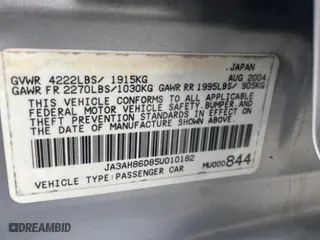 JAPAN
GVWR 4222LBS/ 1915KG AUG 2004
GAWR FR 2270LBS/1030KG GAWR RR 1995LBS/ 905KG
THIS VEHICLE CONFORMS TO ALL APPLICABLE
FEDERAL MOTOR VEHICLE SAFETY,BUMPER,AND
THEFT PREVENTION STANDARDS IN EFFECT ON
THE DATE OF MANUFACTURE SHOWN ABOVE.
JA3AH86D85U010182
VEHICLE TYPE:PASSENGER CAR MU000844
DREAMBID